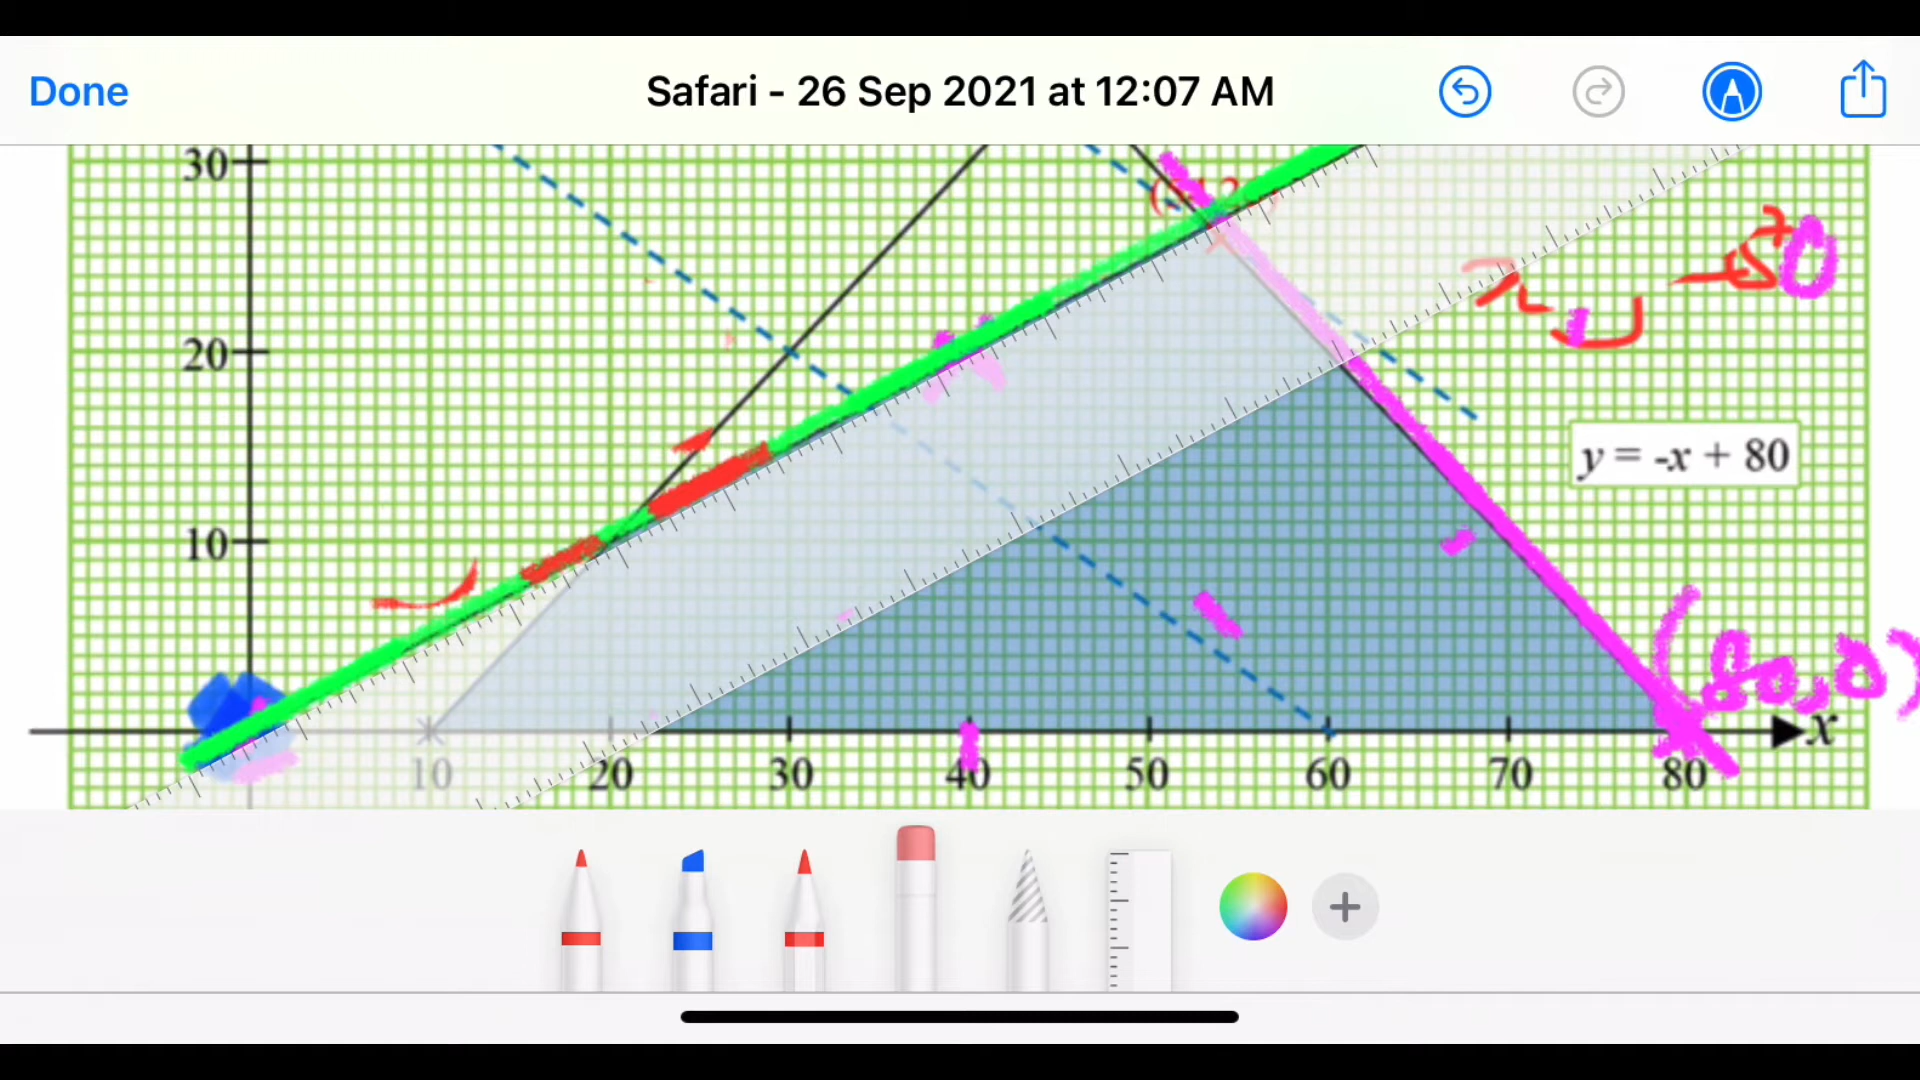 Done
Safari - 26 Sep 2021 at 12:07 AM
30
20
10
y = -x + 80
(80,0)
x
10 20 30 40 50 60 70 80